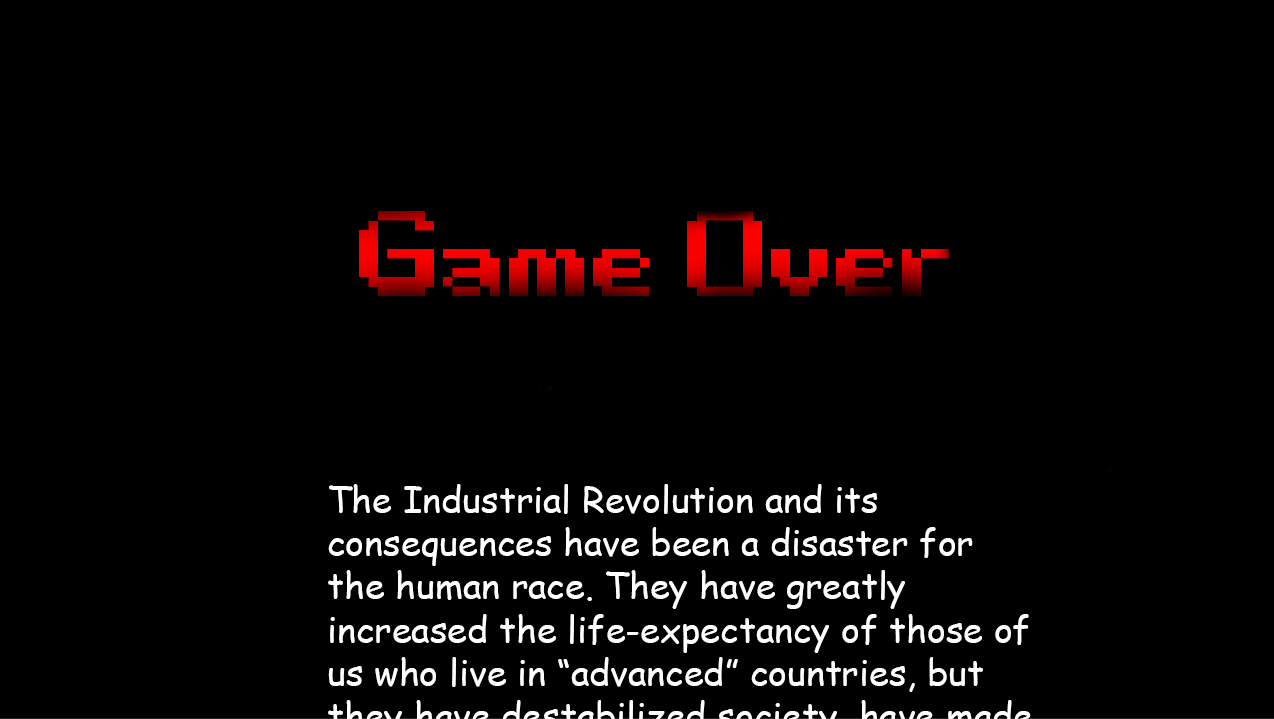 Game Over
The Industrial Revolution and its
consequences have been a disaster for
the human race. They have greatly
increased the life-expectancy of those of
us who live in “advanced” countries, but
they have destabilized society, have made